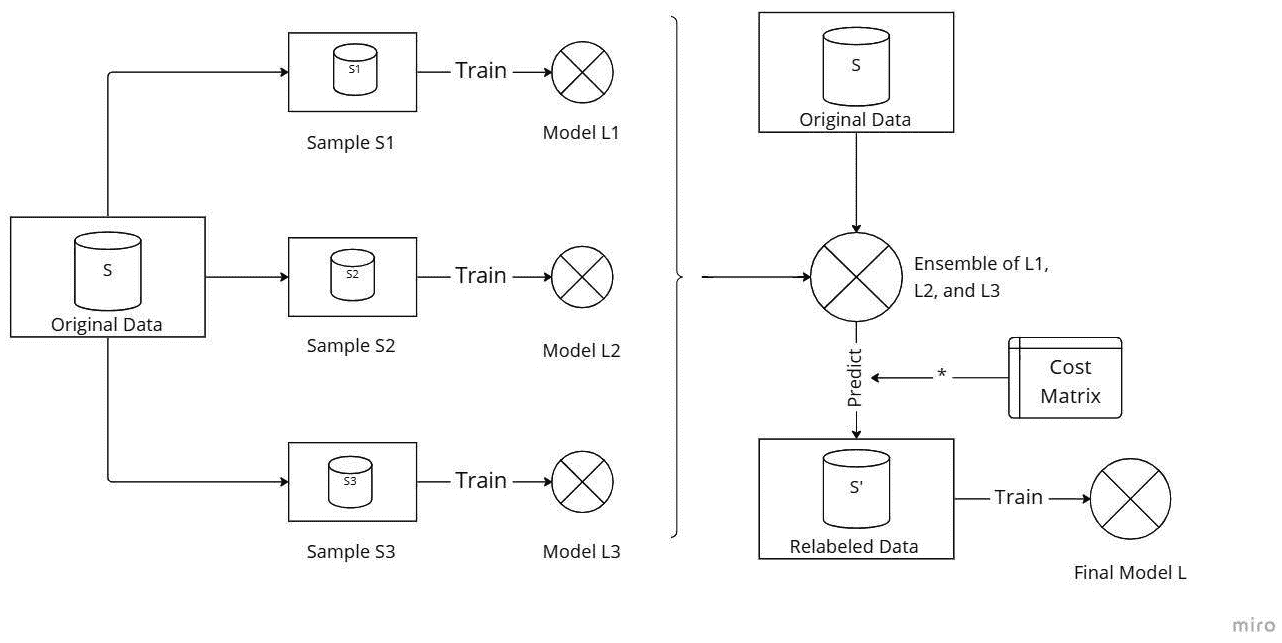 S1
Train
Sample S1
Model L1
S
Original Data
S2
Train
Sample S2
Model L2
S3
Train
Sample S3
Model L3
S
Original Data
Ensemble of L1,
L2, and L3
Predict
*
Cost
Matrix
S'
Relabeled Data
Train
Final Model L
miro